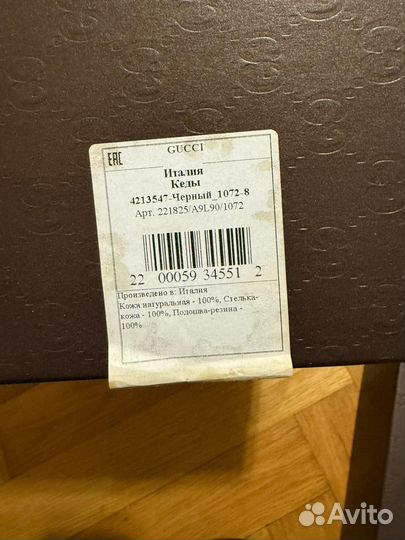 EAC
GUCCI
Италия
Кеды
4213547-Черный_1072-8
Арт. 221825/A9L90/1072
22 00059 34551 2
Произведено в: Италия
Кожа натуральная - 100%, Стелька-
кожа - 100%, Подошва-резина -
100%
Avito